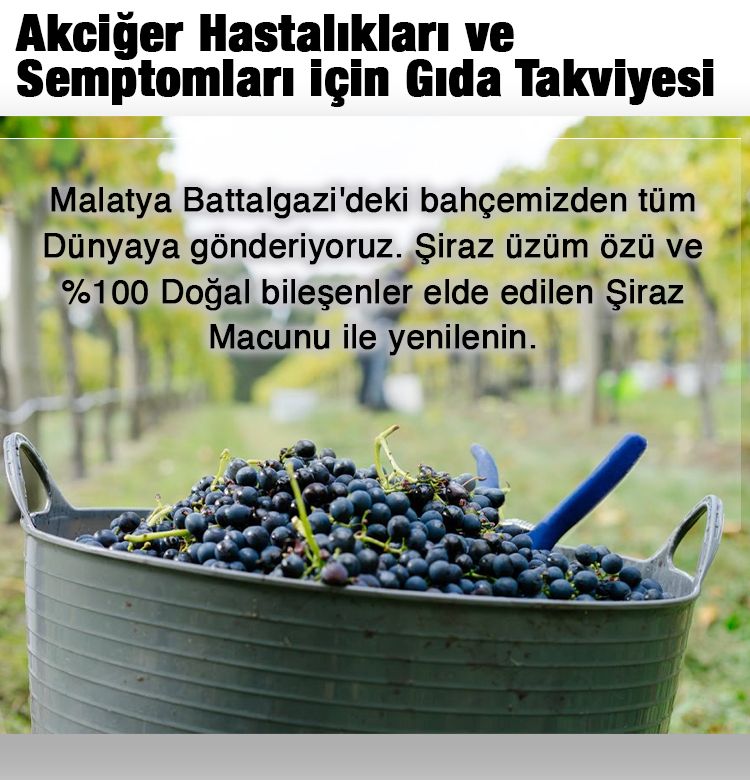 Akciğer Hastalıkları ve
Semptomları için Gıda Takviyesi
Malatya Battalgazi'deki bahçemizden tüm
Dünyaya gönderiyoruz. Şiraz üzüm özü ve
%100 Doğal bileşenler elde edilen Şiraz
Macunu ile yenilenin.